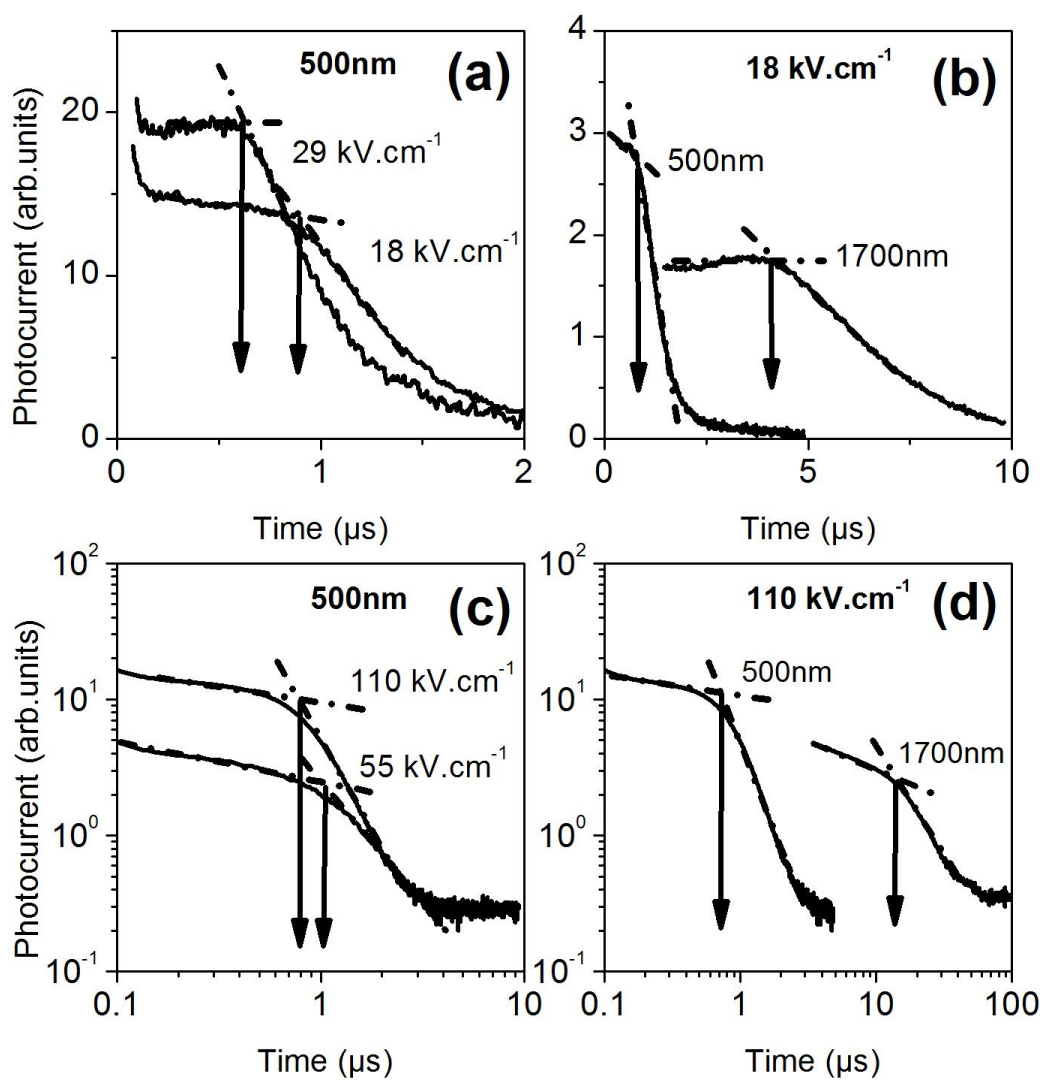 500nm
(a)
20
29 kV.cm⁻¹
18 kV.cm⁻¹
10
0
0
1
2
Photocurrent (arb.units)
Time (µs)
4
18 kV.cm⁻¹
(b)
3
500nm
2
1700nm
1
0
0
5
10
Time (µs)
10²
500nm
(c)
110 kV.cm⁻¹
10¹
55 kV.cm⁻¹
10⁰
10⁻¹
0.1
1
10
Photocurrent (arb.units)
Time (µs)
10²
110 kV.cm⁻¹
(d)
500nm
10¹
1700nm
10⁰
10⁻¹
0.1
1
10
100
Time (µs)